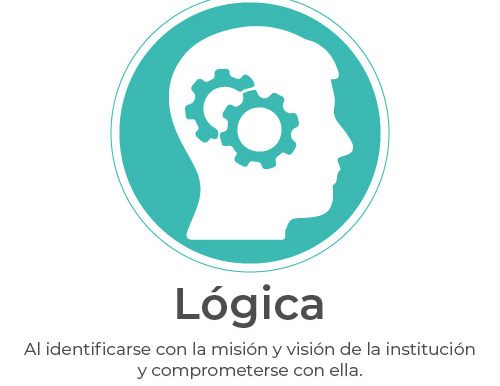 Lógica
Al identificarse con la misión y visión de la institución
y comprometerse con ella.